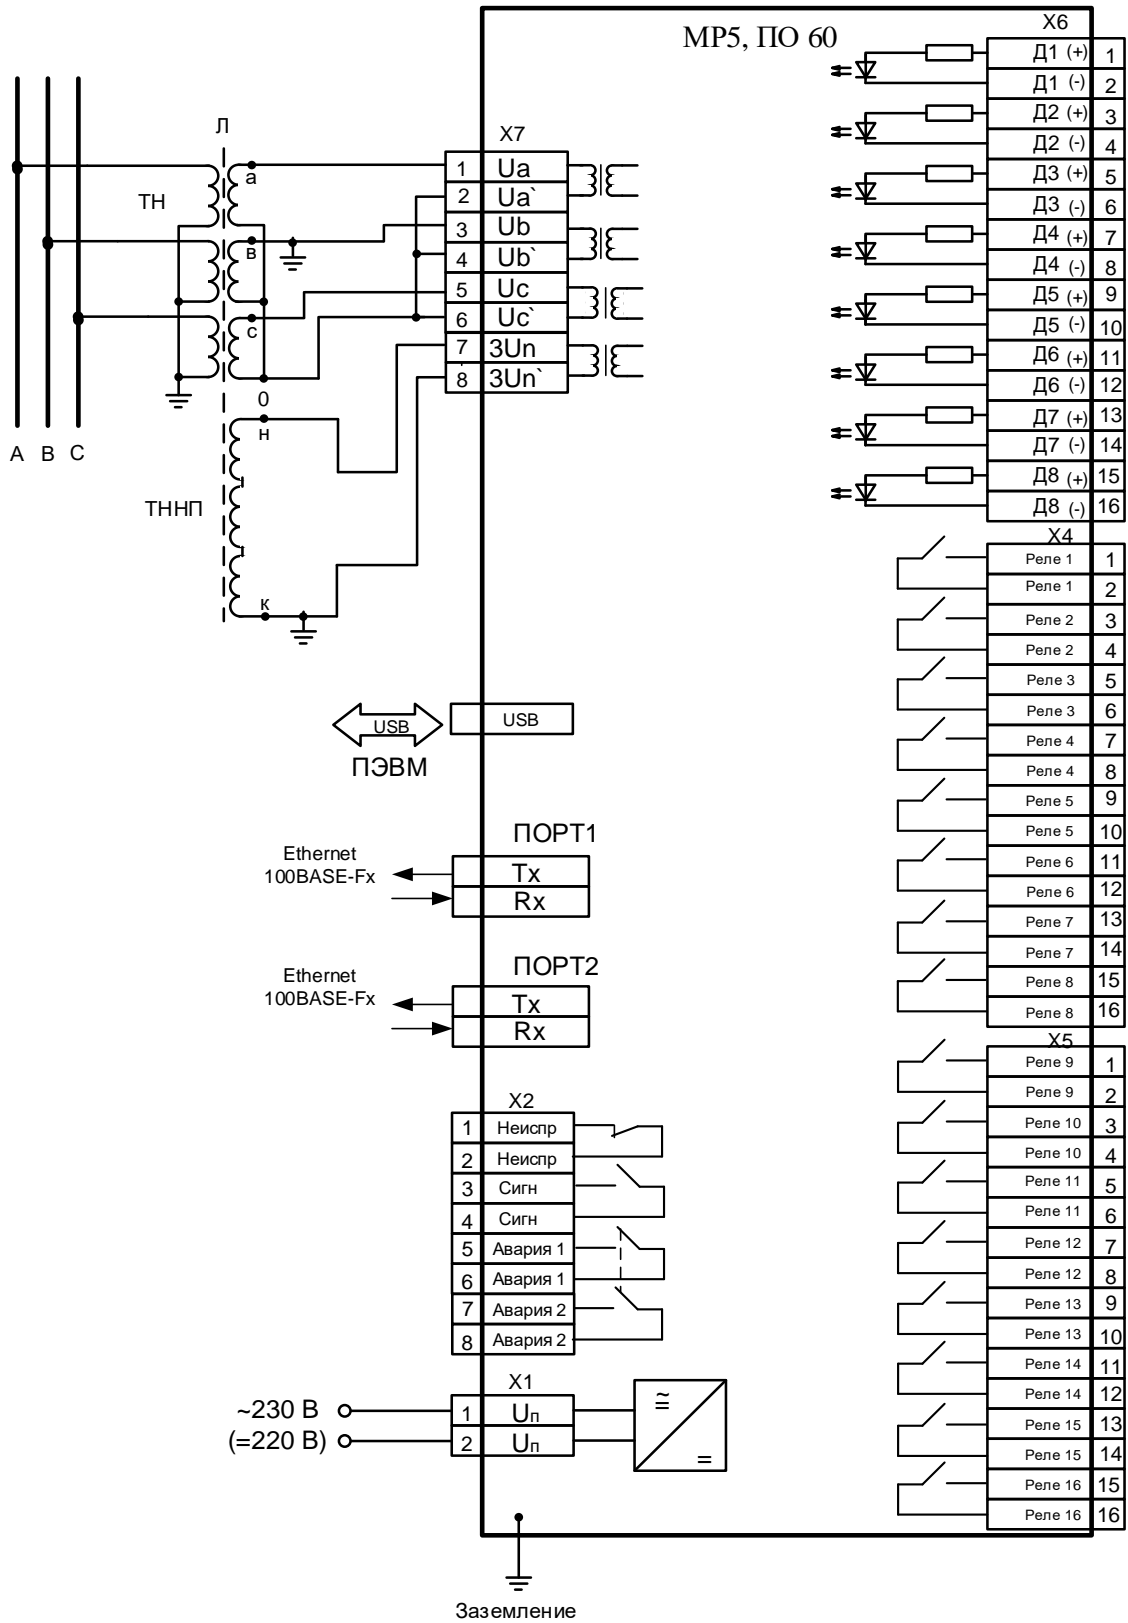 МР5, ПО 60
Л
ТН
а
в
с
0
н
ТННП
к
А В С
X7
1 Ua
2 Ua`
3 Ub
4 Ub`
5 Uc
6 Uc`
7 3Un
8 3Un`
USB
USB
ПЭВМ
ПОРТ1
Ethernet
100BASE-Fx
Tx
Rx
ПОРТ2
Ethernet
100BASE-Fx
Tx
Rx
X2
1 Неиспр
2 Неиспр
3 Сигн
4 Сигн
5 Авария 1
6 Авария 1
7 Авария 2
8 Авария 2
X1
~230 В
1 Uп
(=220 В)
2 Uп
≂
=
Заземление
X6
Д1 (+) 1
Д1 (-) 2
Д2 (+) 3
Д2 (-) 4
Д3 (+) 5
Д3 (-) 6
Д4 (+) 7
Д4 (-) 8
Д5 (+) 9
Д5 (-) 10
Д6 (+) 11
Д6 (-) 12
Д7 (+) 13
Д7 (-) 14
Д8 (+) 15
Д8 (-) 16
X4
Реле 1 1
Реле 1 2
Реле 2 3
Реле 2 4
Реле 3 5
Реле 3 6
Реле 4 7
Реле 4 8
Реле 5 9
Реле 5 10
Реле 6 11
Реле 6 12
Реле 7 13
Реле 7 14
Реле 8 15
Реле 8 16
X5
Реле 9 1
Реле 9 2
Реле 10 3
Реле 10 4
Реле 11 5
Реле 11 6
Реле 12 7
Реле 12 8
Реле 13 9
Реле 13 10
Реле 14 11
Реле 14 12
Реле 15 13
Реле 15 14
Реле 16 15
Реле 16 16